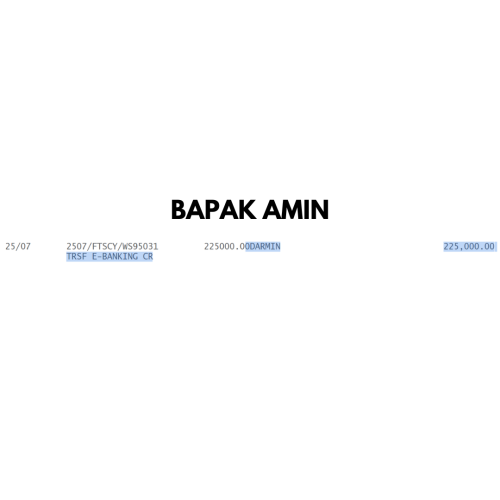 BAPAK AMIN
25/07 2507/FTSCY/WS95031 225000.00DARMIN 225,000.00
TRSF E-BANKING CR